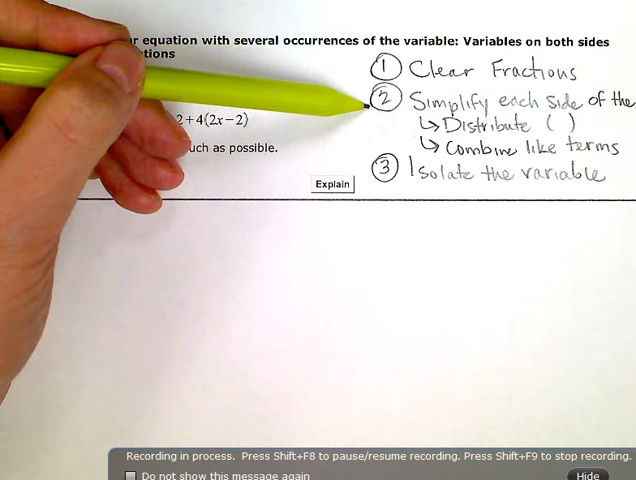 r equation with several occurrences of the variable: Variables on both sides
tions
1 Clear Fractions
2 Simplify each side of the
2+4(2x−2)
↳ Distribute ( )
uch as possible.
↳ Combine like terms
3 Isolate the variable
Explain
Recording in process. Press Shift+F8 to pause/resume recording. Press Shift+F9 to stop recording.
Do not show this message again
Hide